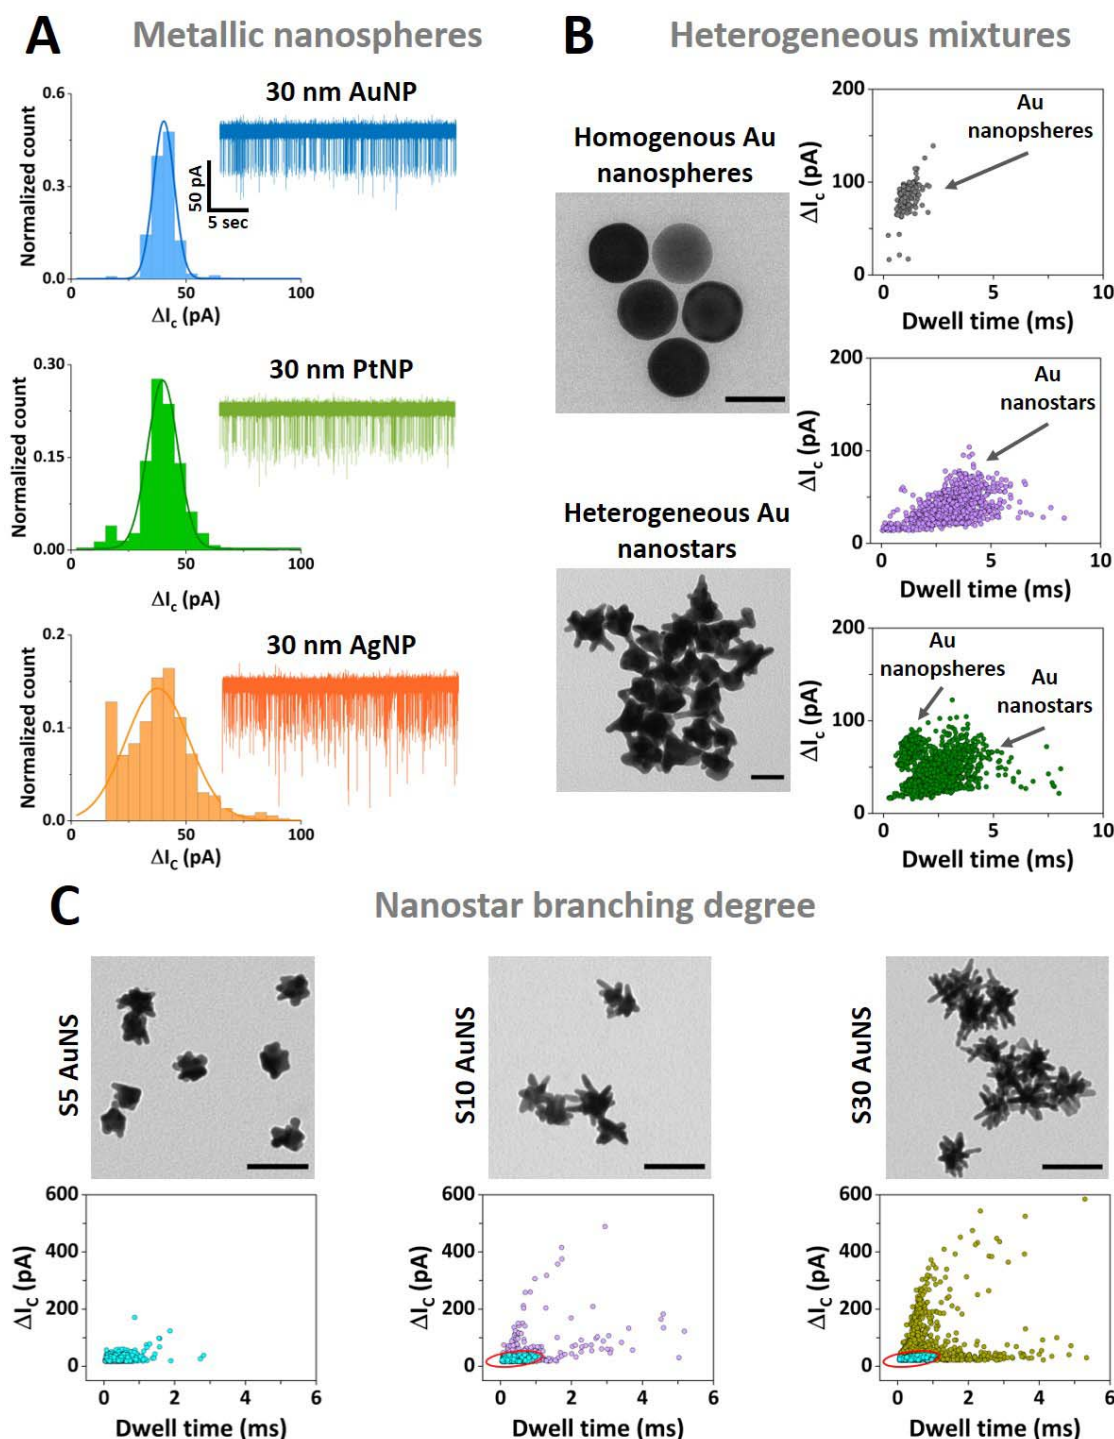 A
Metallic nanospheres
Normalized count
0.6
0.3
0.0
30 nm AuNP
50 pA
5 sec
0
50
100
ΔIc (pA)
Normalized count
0.30
0.15
0.00
30 nm PtNP
0
50
100
ΔIc (pA)
Normalized count
0.2
0.1
0.0
30 nm AgNP
0
50
100
ΔIC (pA)
B
Heterogeneous mixtures
Homogenous Au
nanospheres
ΔIc (pA)
200
100
0
Au
nanopsheres
0
5
10
Dwell time (ms)
Heterogeneous Au
nanostars
ΔIc (pA)
200
100
0
Au
nanostars
0
5
10
Dwell time (ms)
ΔIc (pA)
200
100
0
Au
nanopsheres
Au
nanostars
0
5
10
Dwell time (ms)
C
Nanostar branching degree
S5 AuNS
S10 AuNS
S30 AuNS
ΔIC (pA)
600
400
200
0
0
2
4
6
Dwell time (ms)
ΔIC (pA)
600
400
200
0
0
2
4
6
Dwell time (ms)
ΔIC (pA)
600
400
200
0
0
2
4
6
Dwell time (ms)